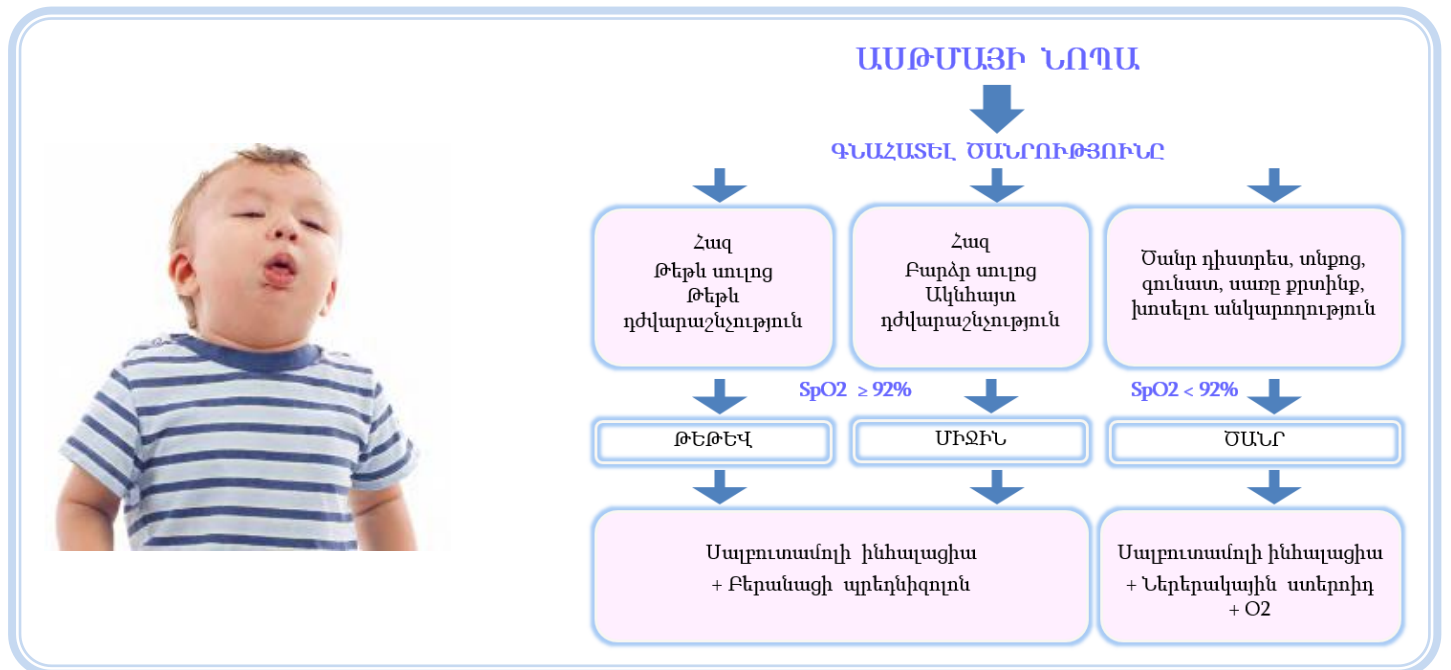 ԱՍԹՄԱՅԻ ՆՈՊԱ
ԳՆԱՀԱՏԵԼ ԾԱՆՐՈՒԹՅՈՒՆԸ
Հազ
Թեթև սուլոց
Թեթև
դժվարաշնչություն
Հազ
Բարձր սուլոց
Ակնհայտ
դժվարաշնչություն
Ծանր դիստրես, տնքոց,
գունատ, սառը քրտինք,
խոսելու անկարողություն
SpO2 ≥ 92%
SpO2 < 92%
ԹԵԹԵՎ
ՄԻՋԻՆ
ԾԱՆՐ
Սալբուտամոլի ինհալացիա
+ Բերանացի պրեդնիզոլոն
Սալբուտամոլի ինհալացիա
+ Ներերակային ստերոիդ
+ O2